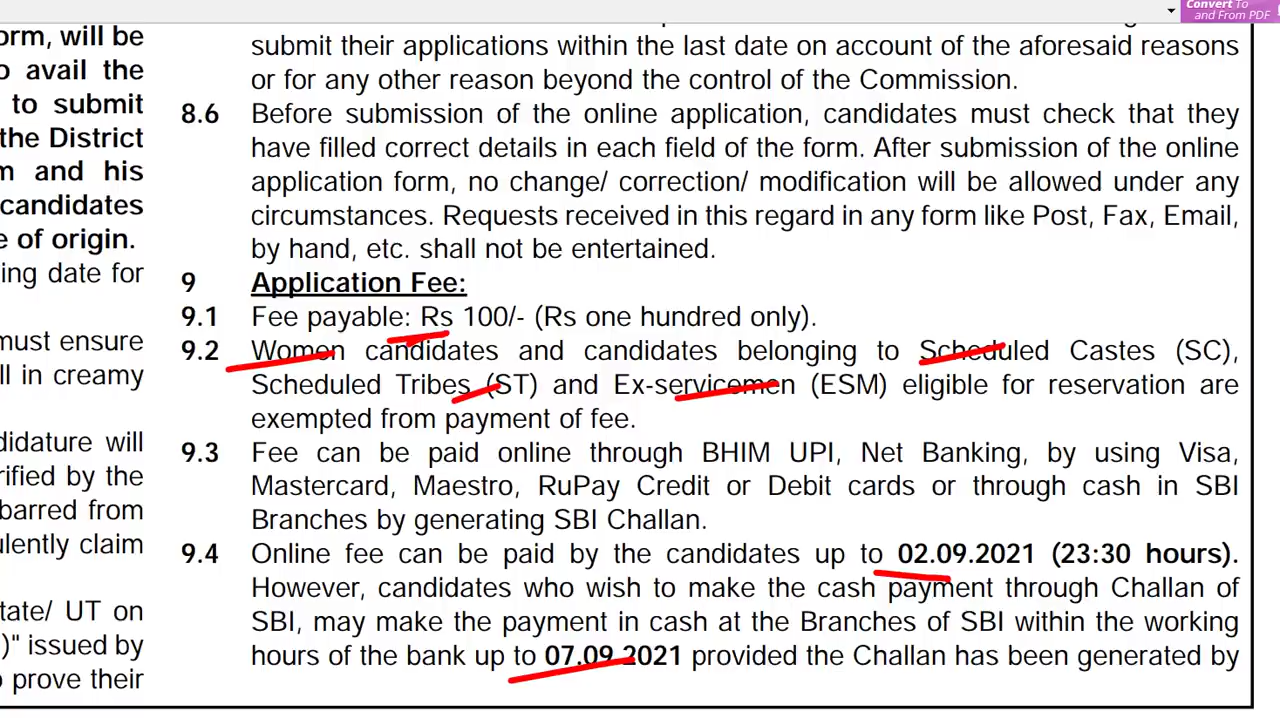 Convert To
and From PDF
orm, will be
o avail the
to submit
the District
m and his
candidates
e of origin.
ing date for
must ensure
ll in creamy
didature will
rified by the
barred from
ulently claim
tate/ UT on
)" issued by
o prove their
submit their applications within the last date on account of the aforesaid reasons
or for any other reason beyond the control of the Commission.
8.6 Before submission of the online application, candidates must check that they
have filled correct details in each field of the form. After submission of the online
application form, no change/ correction/ modification will be allowed under any
circumstances. Requests received in this regard in any form like Post, Fax, Email,
by hand, etc. shall not be entertained.
9 Application Fee:
9.1 Fee payable: Rs 100/- (Rs one hundred only).
9.2 Women candidates and candidates belonging to Scheduled Castes (SC),
Scheduled Tribes (ST) and Ex-servicemen (ESM) eligible for reservation are
exempted from payment of fee.
9.3 Fee can be paid online through BHIM UPI, Net Banking, by using Visa,
Mastercard, Maestro, RuPay Credit or Debit cards or through cash in SBI
Branches by generating SBI Challan.
9.4 Online fee can be paid by the candidates up to 02.09.2021 (23:30 hours).
However, candidates who wish to make the cash payment through Challan of
SBI, may make the payment in cash at the Branches of SBI within the working
hours of the bank up to 07.09.2021 provided the Challan has been generated by